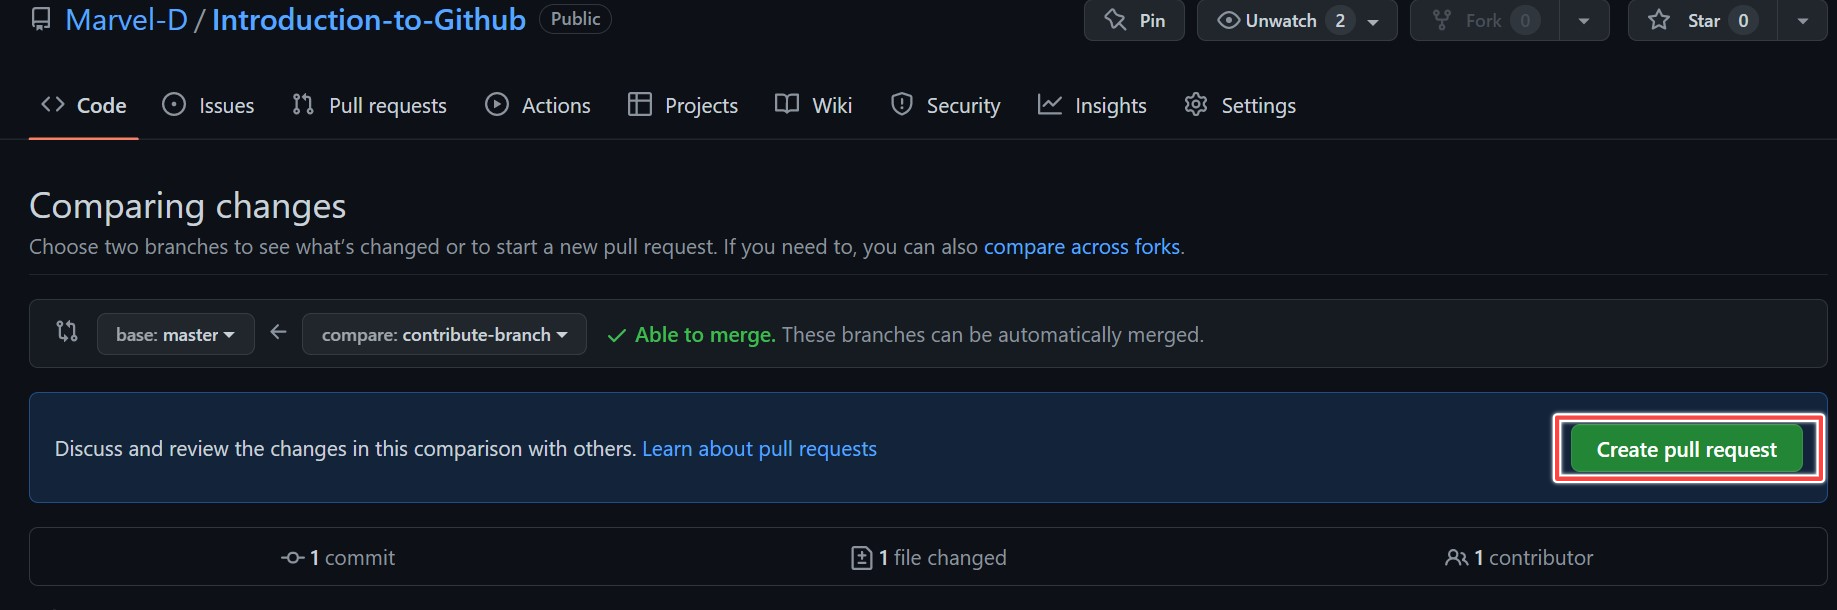 Marvel-D / Introduction-to-Github Public Pin Unwatch 2 Fork 0 Star 0
Code Issues Pull requests Actions Projects Wiki Security Insights Settings
Comparing changes
Choose two branches to see what's changed or to start a new pull request. If you need to, you can also compare across forks.
base: master compare: contribute-branch Able to merge. These branches can be automatically merged.
Discuss and review the changes in this comparison with others. Learn about pull requests Create pull request
1 commit 1 file changed 1 contributor